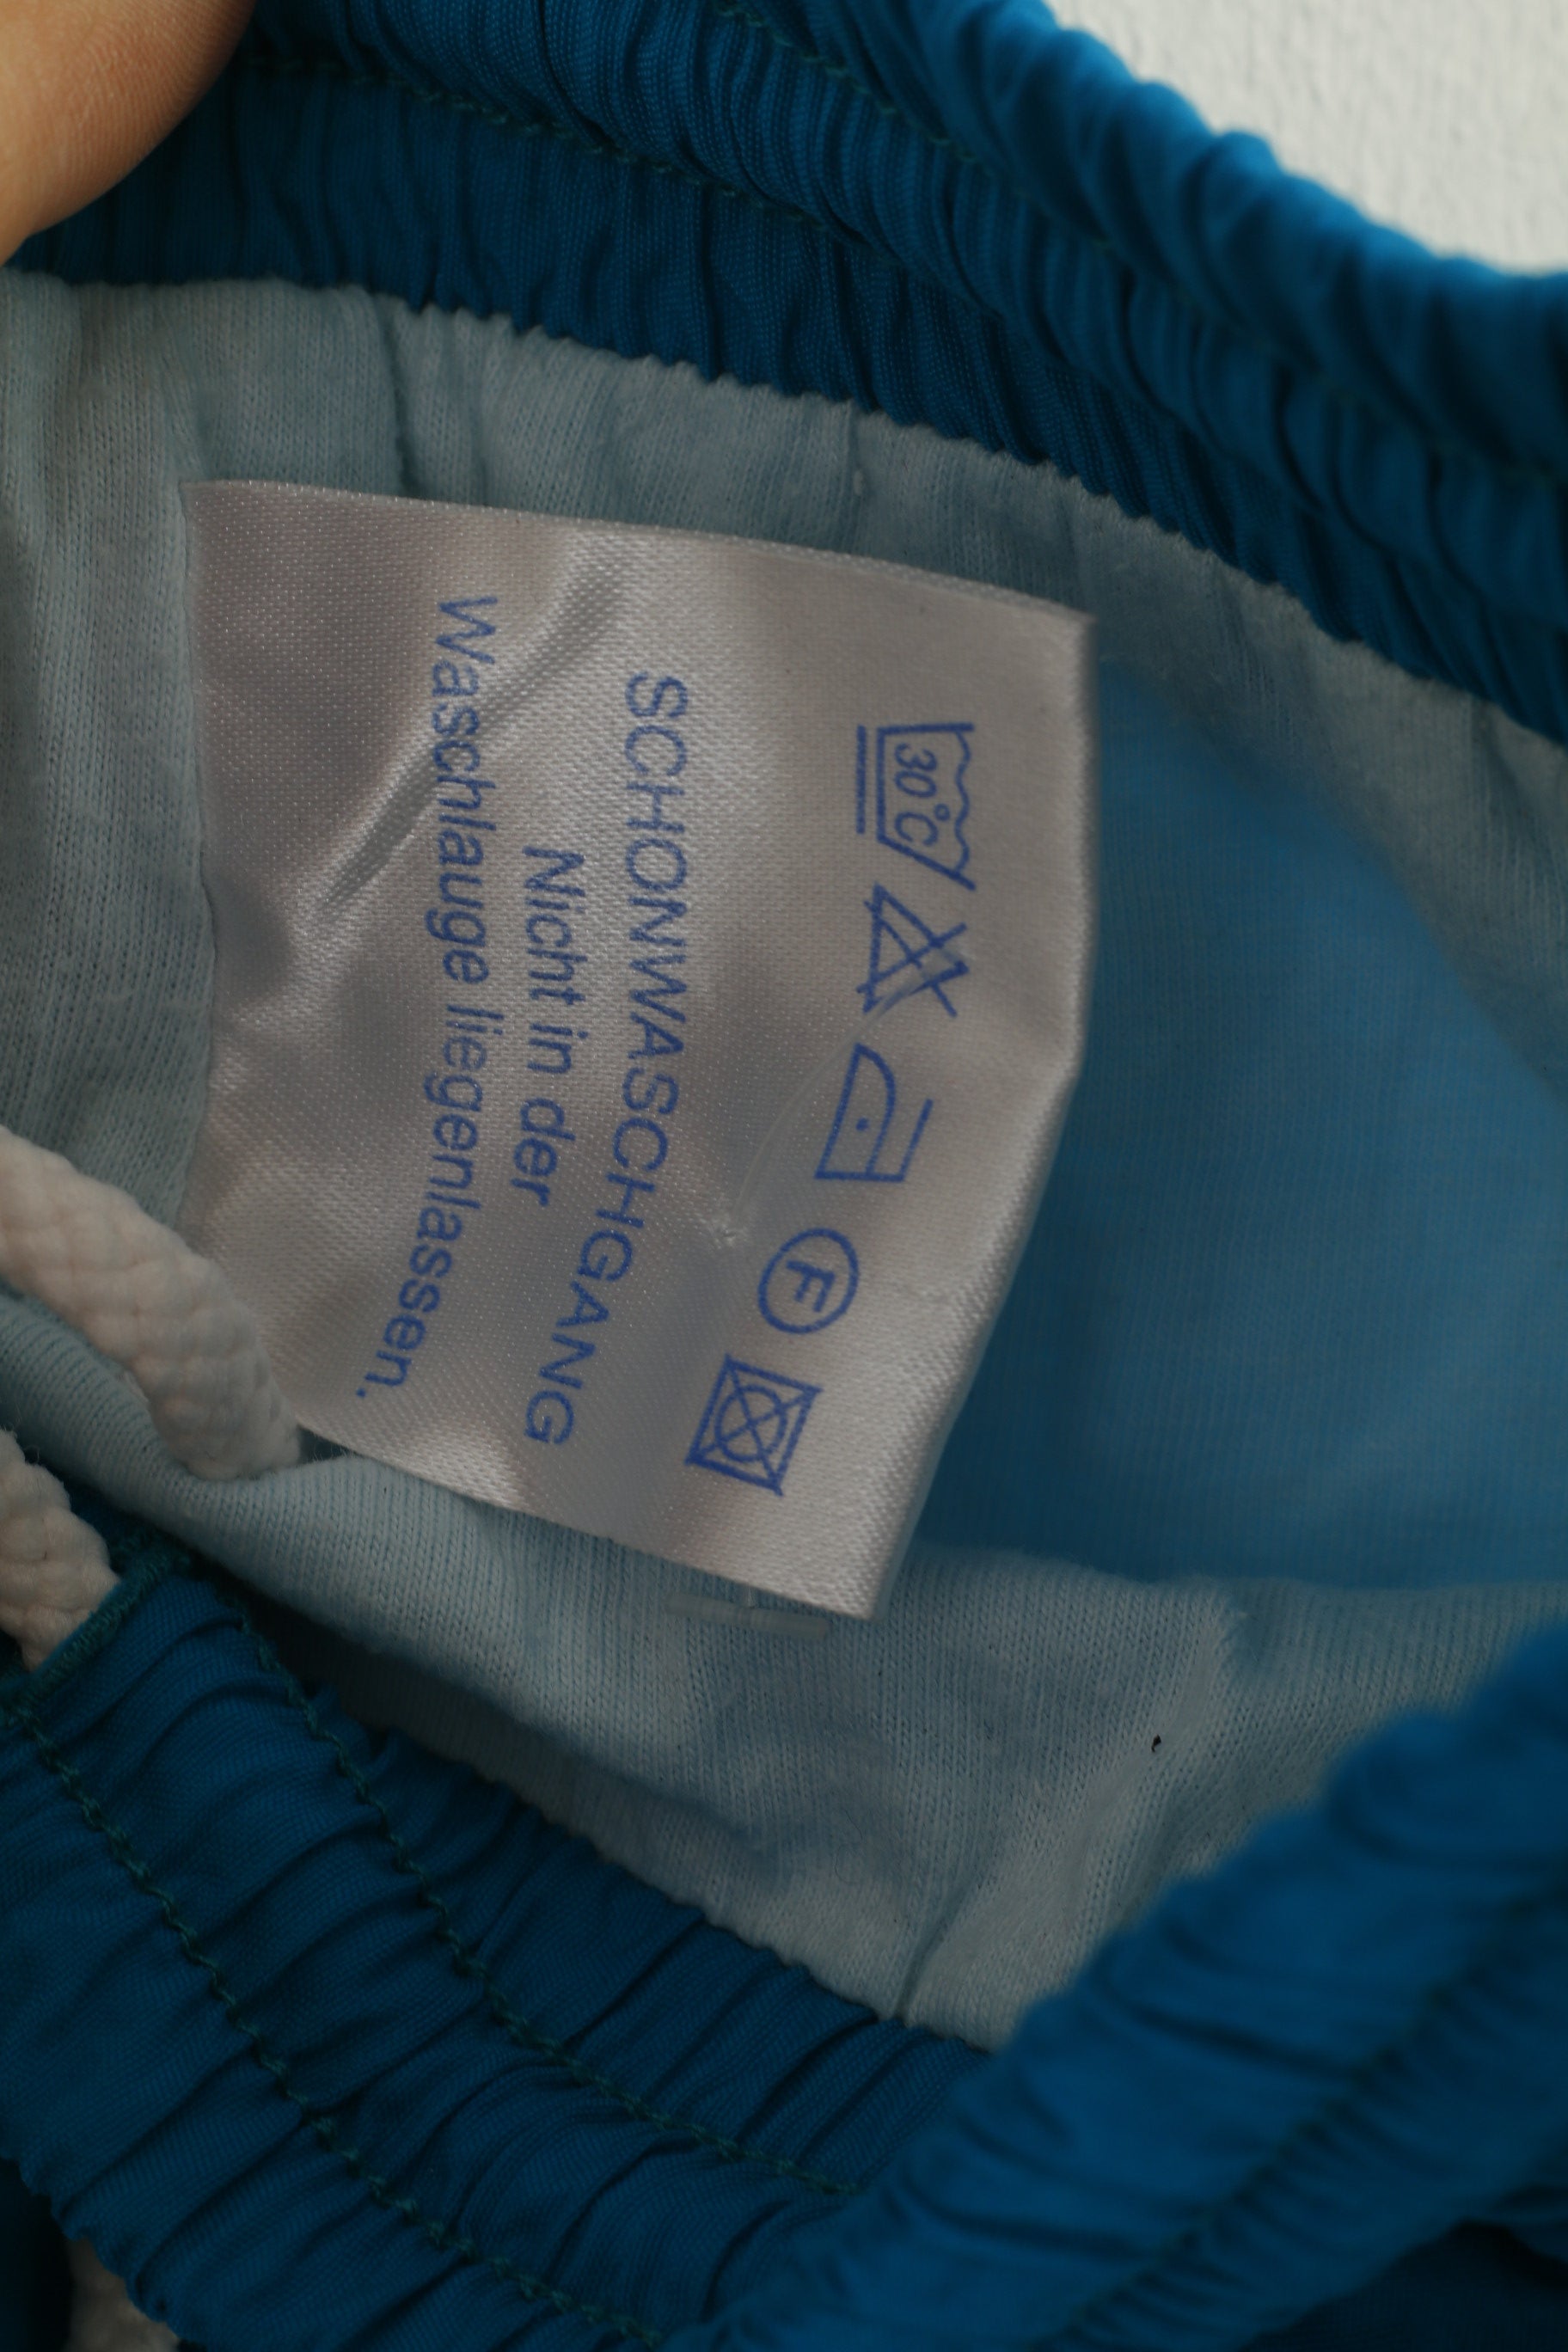 30°C F
SCHONWASCHGANG
Nicht in der
Waschlauge liegenlassen.